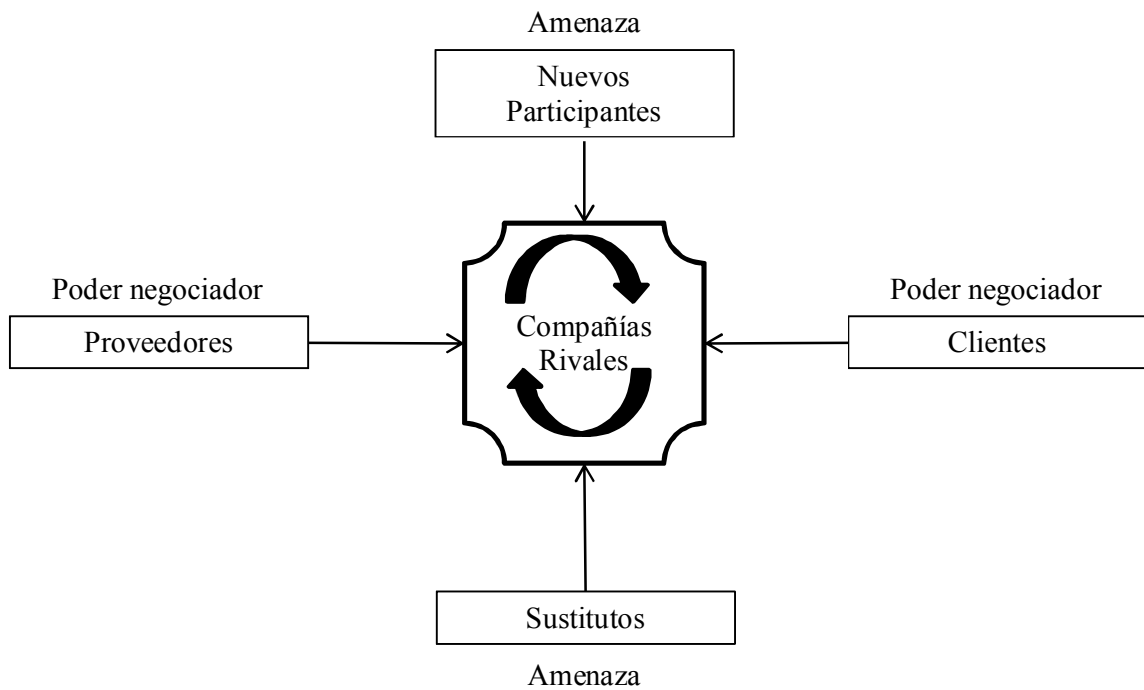 Amenaza
Nuevos
Participantes
Poder negociador
Proveedores
Compañías
Rivales
Poder negociador
Clientes
Sustitutos
Amenaza